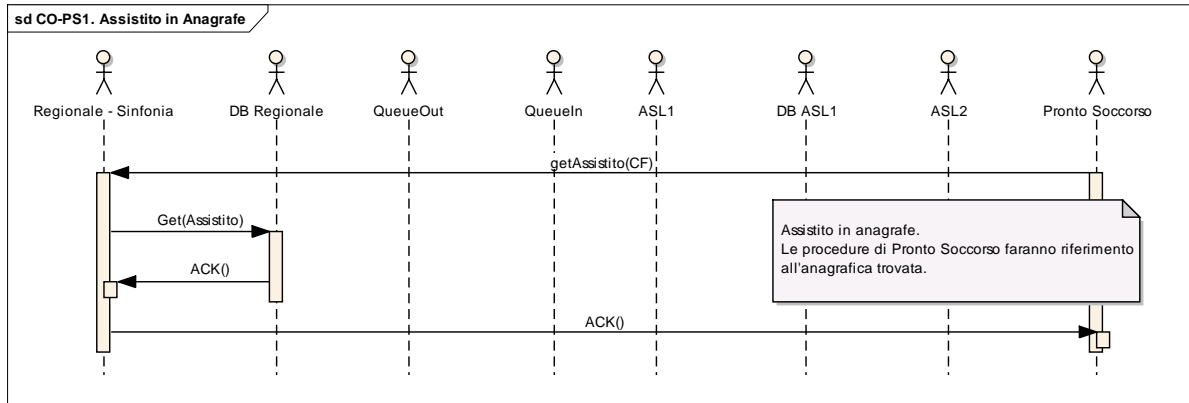 sd CO-PS1. Assistito in Anagrafe
Regionale - Sinfonia
DB Regionale
QueueOut
QueueIn
ASL1
DB ASL1
ASL2
Pronto Soccorso
getAssistito(CF)
Get(Assistito)
Assistito in anagrafe.
Le procedure di Pronto Soccorso faranno riferimento
all'anagrafica trovata.
ACK()
ACK()